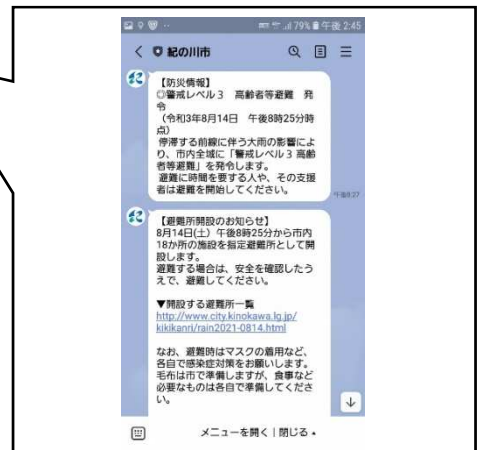 79% 午後 2:45
紀の川市
【防災情報】
◎警戒レベル3 高齢者等避難 発
令
(令和3年8月14日 午後8時25分時
点)
停滞する前線に伴う大雨の影響によ
り、市内全域に「警戒レベル3 高齢
者等避難」を発令します。
避難に時間を要する人や、その支援
者は避難を開始してください。
午後8:27
【避難所開設のお知らせ】
8月14日(土)午後8時25分から市内
18か所の施設を指定避難所として開
設します。
避難する場合は、安全を確認したう
えで、避難してください。
▼開設する避難所一覧
http://www.city.kinokawa.lg.jp/
kikikanri/rain2021-0814.html
なお、避難時はマスクの着用など、
各自で感染症対策をお願いします。
毛布は市で準備しますが、食事など
必要なものは各自で準備してくださ
い。
メニューを開く | 閉じる